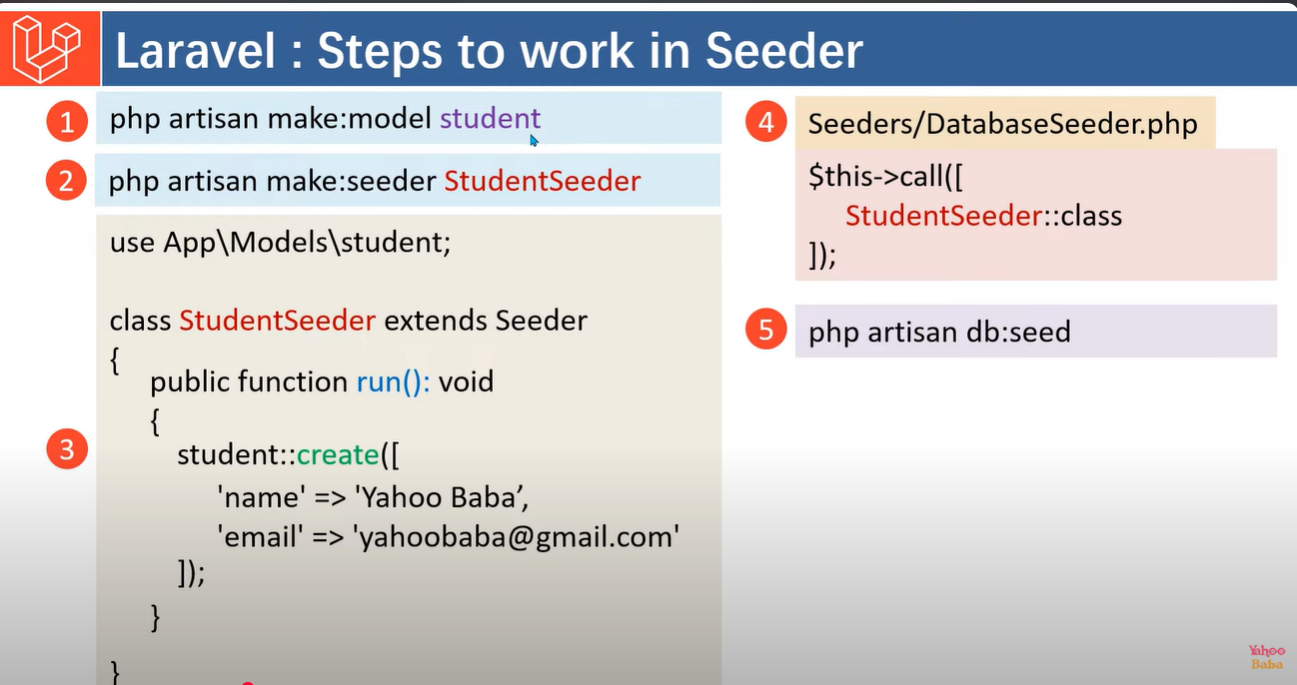 Laravel : Steps to work in Seeder
1
php artisan make:model student
2
php artisan make:seeder StudentSeeder
3
use App\Models\student;
class StudentSeeder extends Seeder
{
public function run(): void
{
student::create([
'name' => 'Yahoo Baba’,
'email' => 'yahoobaba@gmail.com'
]);
}
}
4
Seeders/DatabaseSeeder.php
$this->call([
StudentSeeder::class
]);
5
php artisan db:seed
Yahoo
Baba